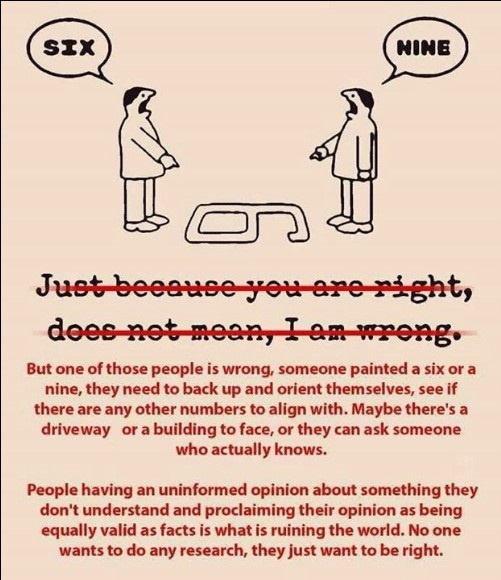 SIX
NINE
Just because you are right,
does not mean, I am wrong.
But one of those people is wrong, someone painted a six or a
nine, they need to back up and orient themselves, see if
there are any other numbers to align with. Maybe there's a
driveway or a building to face, or they can ask someone
who actually knows.
People having an uninformed opinion about something they
don't understand and proclaiming their opinion as being
equally valid as facts is what is ruining the world. No one
wants to do any research, they just want to be right.